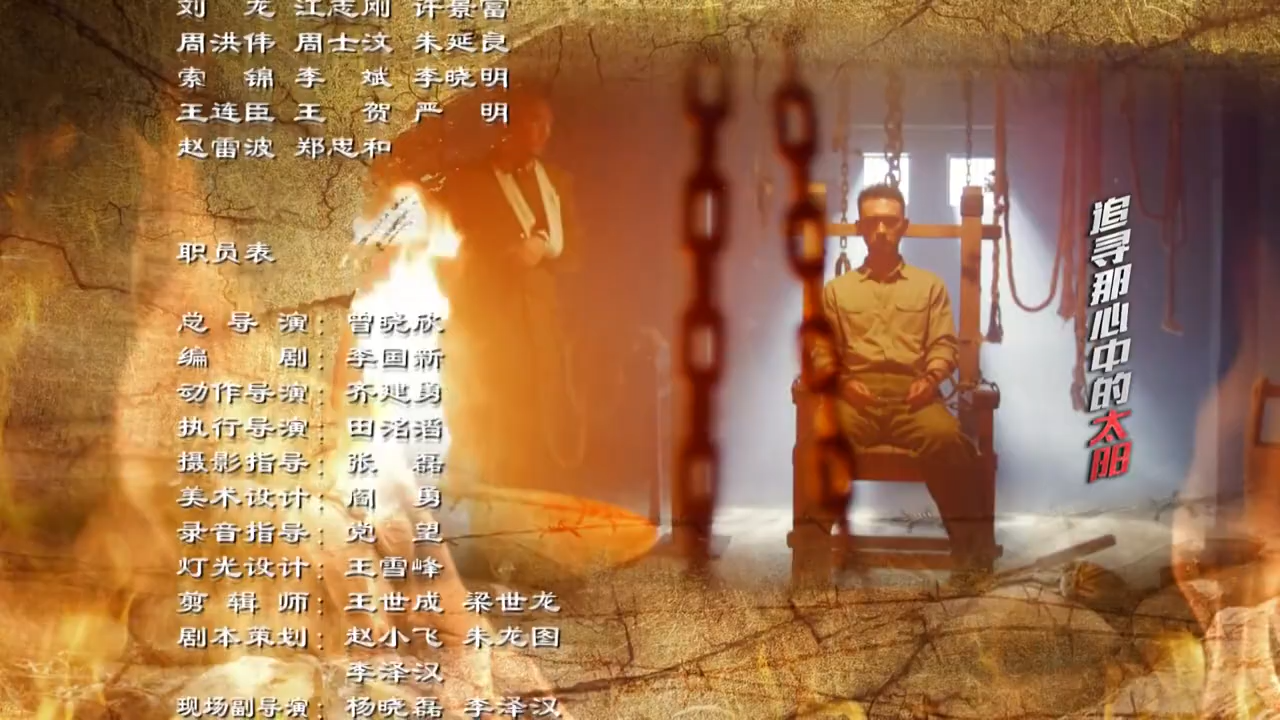 刘 龙 江志刚 许景富
周洪伟 周士汶 朱延良
索 锦 李 斌 李晓明
王连臣 王 贺 严 明
赵雷波 郑忠和
职员表
总导演：曾晓欣
编剧：李国新
动作导演：齐建勇
执行导演：田洺滔
摄影指导：张 磊
美术设计：阎 勇
录音指导：党 望
灯光设计：王雪峰
剪辑师：王世成 梁世龙
剧本策划：赵小飞 朱龙图
李泽汉
现场副导演：杨晓磊 李泽汉
追寻那心中的太阳